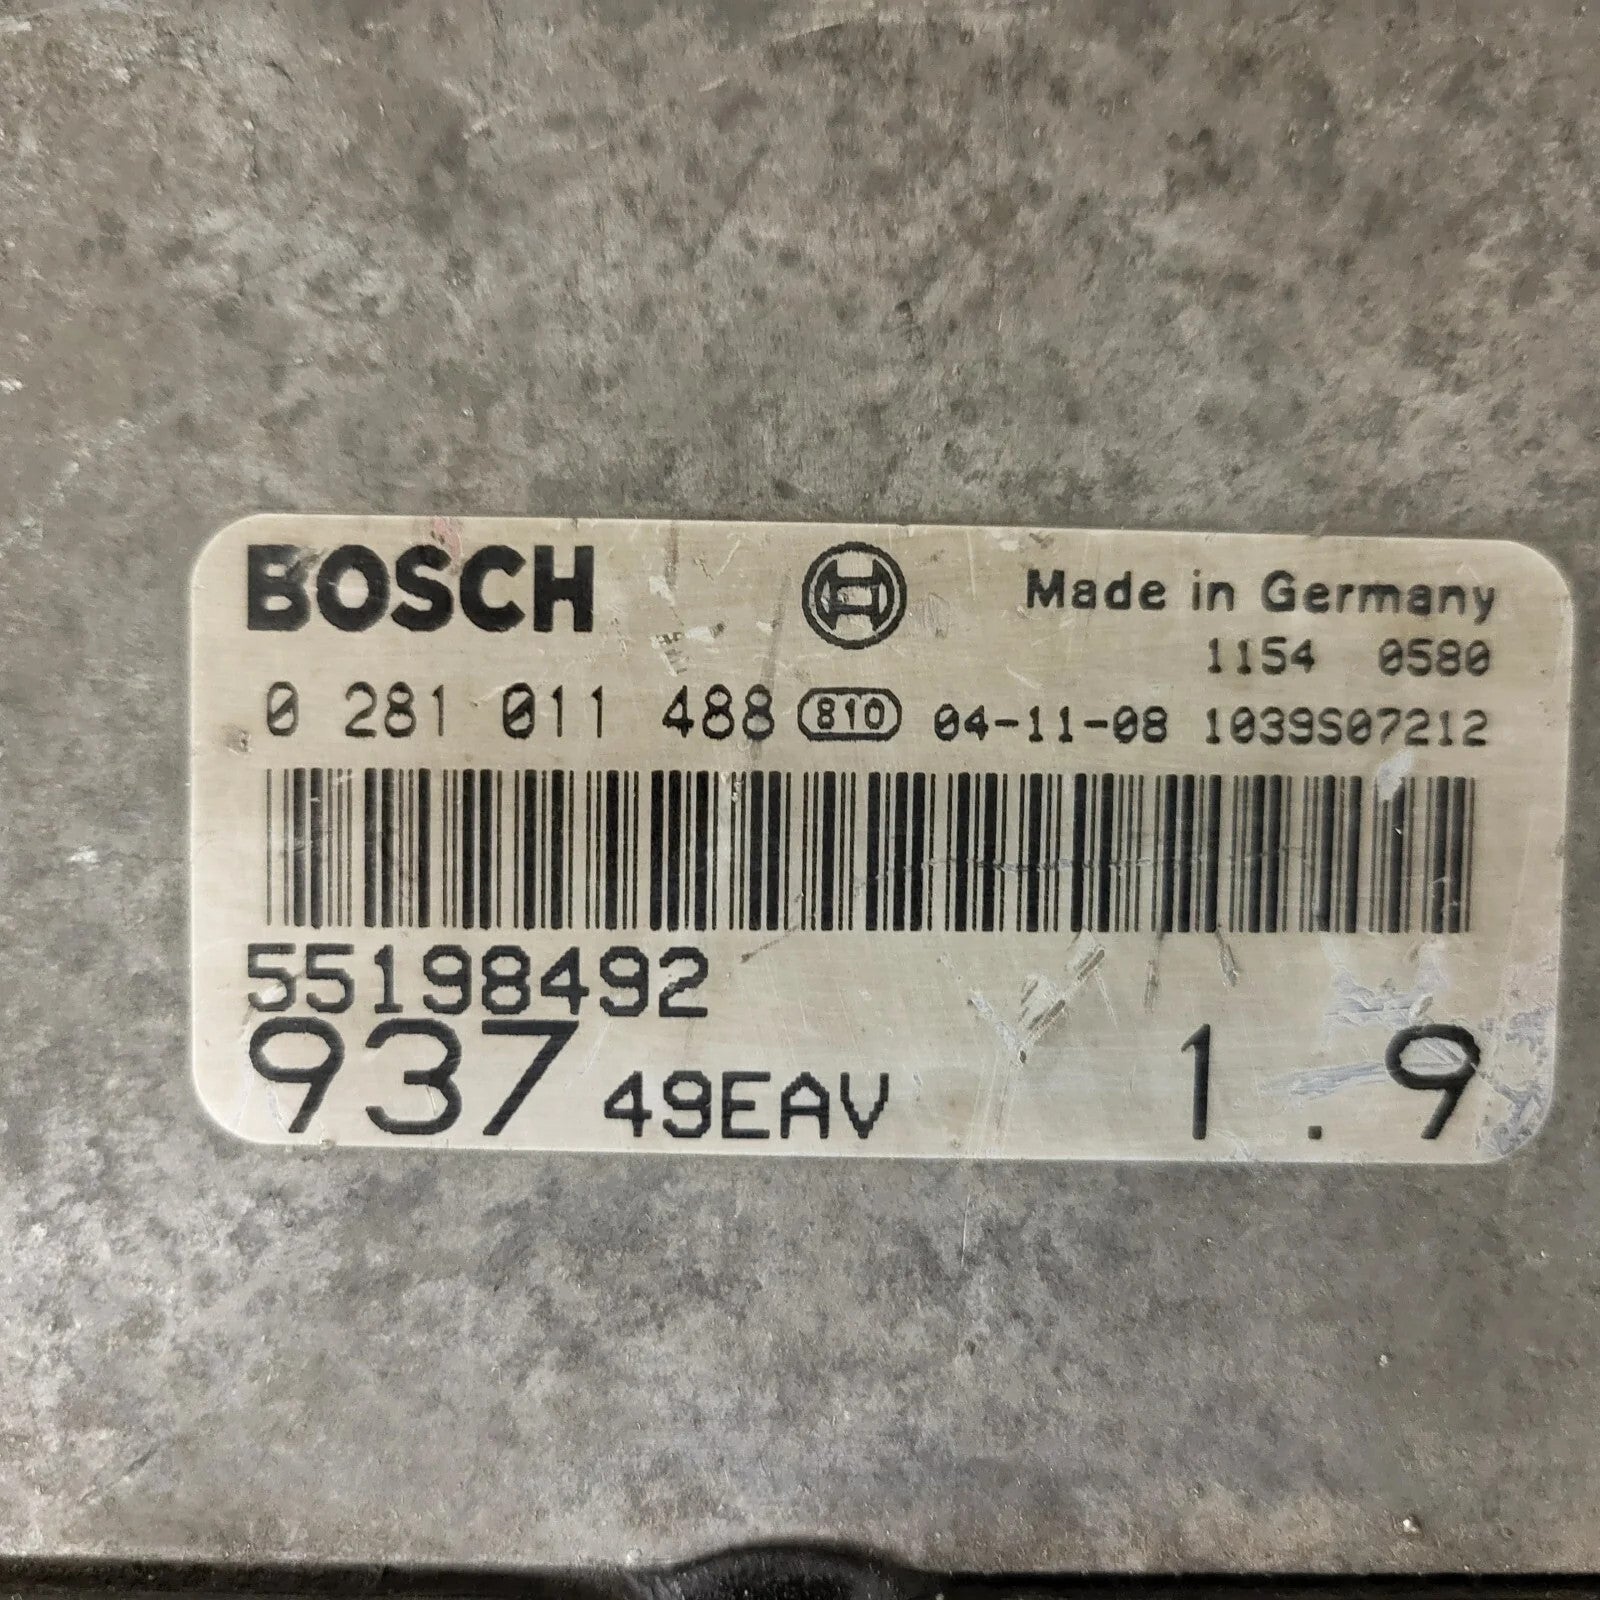 BOSCH Made in Germany
1154 0580
0 281 011 488 810 04-11-08 1039S07212
55198492
937 49EAV 1.9